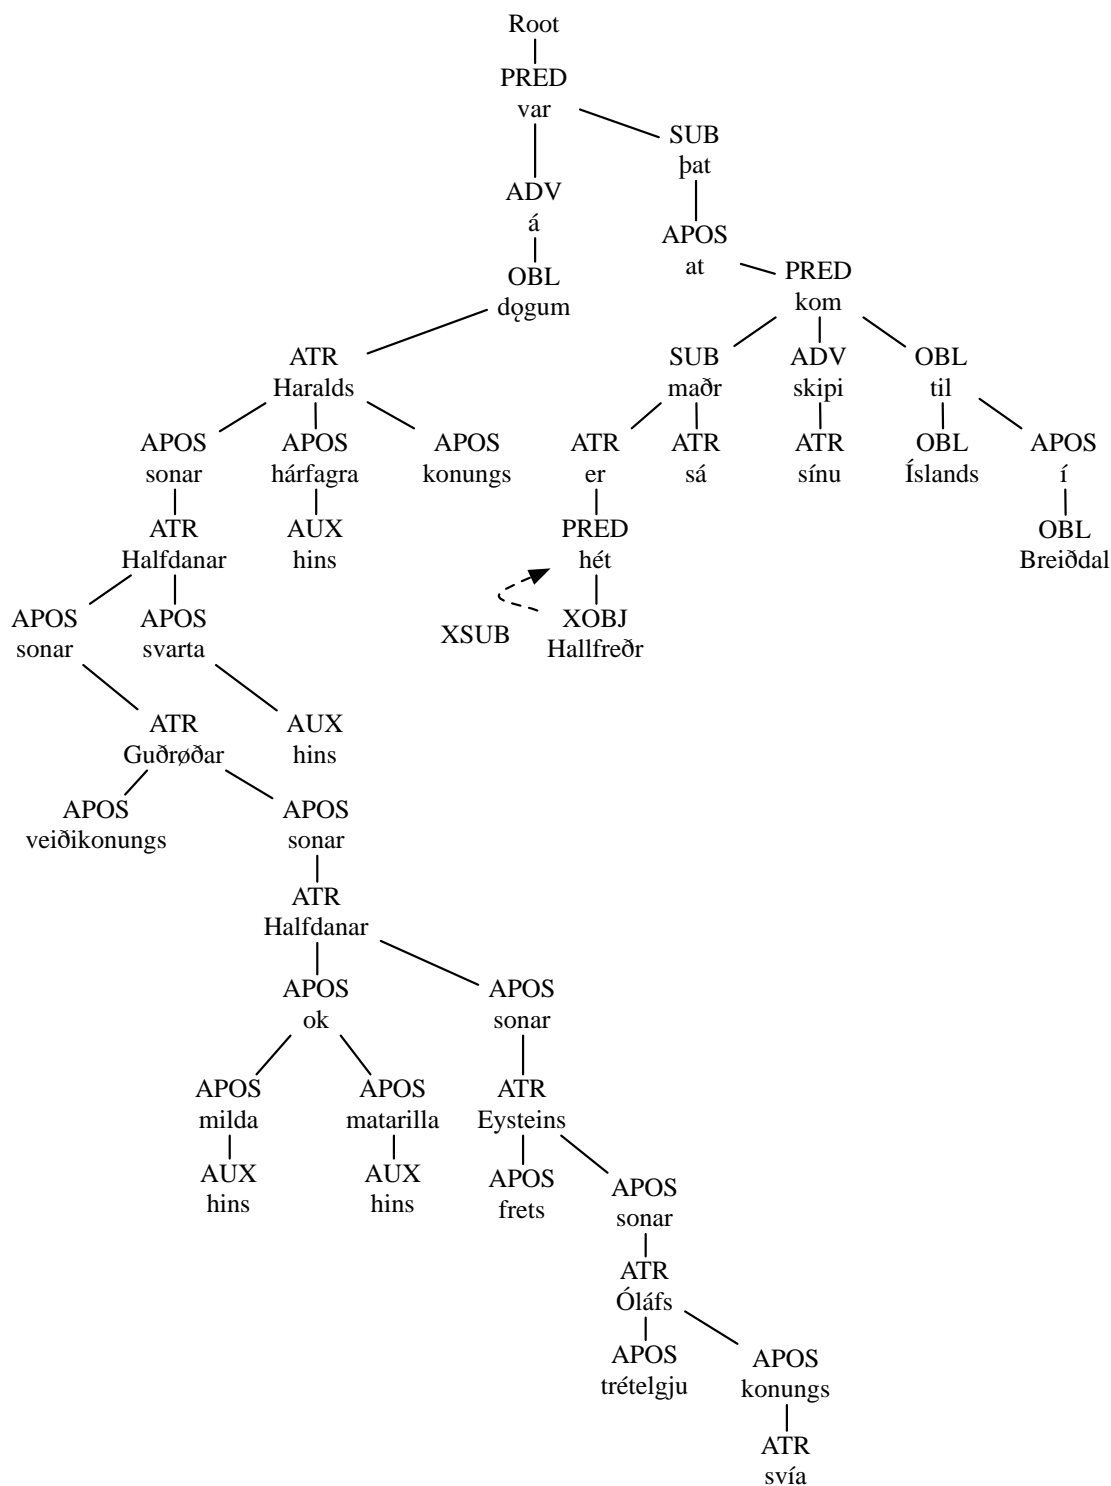 Root
PRED
var
SUB
þat
ADV
á
APOS
at
PRED
kom
OBL
dǫgum
ATR
Haralds
SUB
maðr
ADV
skipi
OBL
til
APOS
sonar
APOS
hárfagra
APOS
konungs
ATR
er
ATR
sá
ATR
sínu
OBL
Íslands
APOS
í
ATR
Halfdanar
AUX
hins
PRED
hét
OBL
Breiðdal
APOS
sonar
APOS
svarta
XSUB
XOBJ
Hallfreðr
ATR
Guðrøðar
AUX
hins
APOS
veiðikonungs
APOS
sonar
ATR
Halfdanar
APOS
ok
APOS
sonar
APOS
milda
APOS
matarilla
ATR
Eysteins
AUX
hins
AUX
hins
APOS
frets
APOS
sonar
ATR
Óláfs
APOS
trételgju
APOS
konungs
ATR
svía